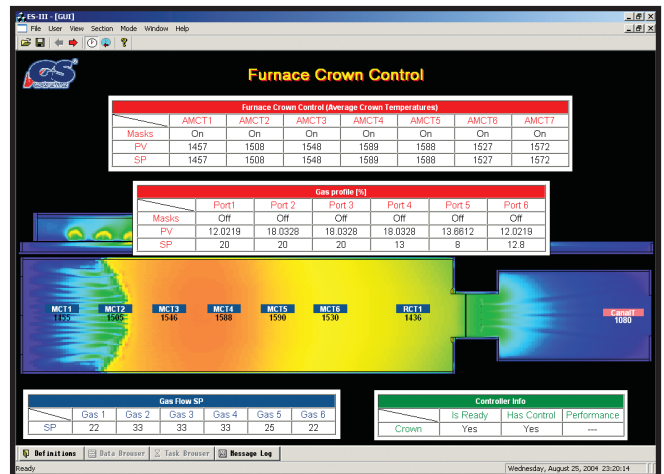 ES-III - [GUI]
File User View Section Mode Window Help
Furnace Crown Control
Furnace Crown Control (Average Crown Temperatures)
AMCT1 AMCT2 AMCT3 AMCT4 AMCT5 AMCT6 AMCT7
Masks On On On On On On On
PV 1457 1508 1548 1589 1588 1527 1572
SP 1457 1508 1548 1589 1588 1527 1572
Gas profile [%]
Port1 Port 2 Port 3 Port 4 Port 5 Port 6
Masks Off Off Off Off Off Off
PV 12.0219 18.0328 18.0328 18.0328 13.6612 12.0219
SP 20 20 20 13 8 12.8
MCT1 MCT2 MCT3 MCT4 MCT5 MCT6 RCT1 CanalT
1455 1505 1546 1588 1590 1530 1436 1080
Gas Flow SP
Gas 1 Gas 2 Gas 3 Gas 4 Gas 5 Gas 6
SP 22 33 33 33 25 22
Controller Info
Is Ready Has Control Performance
Crown Yes Yes ---
Definitions Data Browser Task Browser Message Log
Ready Wednesday, August 25, 2004 23:20:14